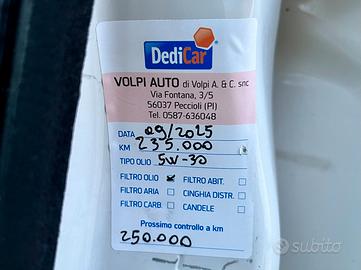 DediCar
VOLPI AUTO di Volpi A. & C. snc
Via Fontana, 3/5
56037 Peccioli (PI)
Tel. 0587-636048
DATA 09/2025
KM 235.000
TIPO OLIO 5W-30
FILTRO OLIO FILTRO ABIT.
FILTRO ARIA CINGHIA DISTR.
FILTRO CARB. CANDELE
Prossimo controllo a km
250.000
subito